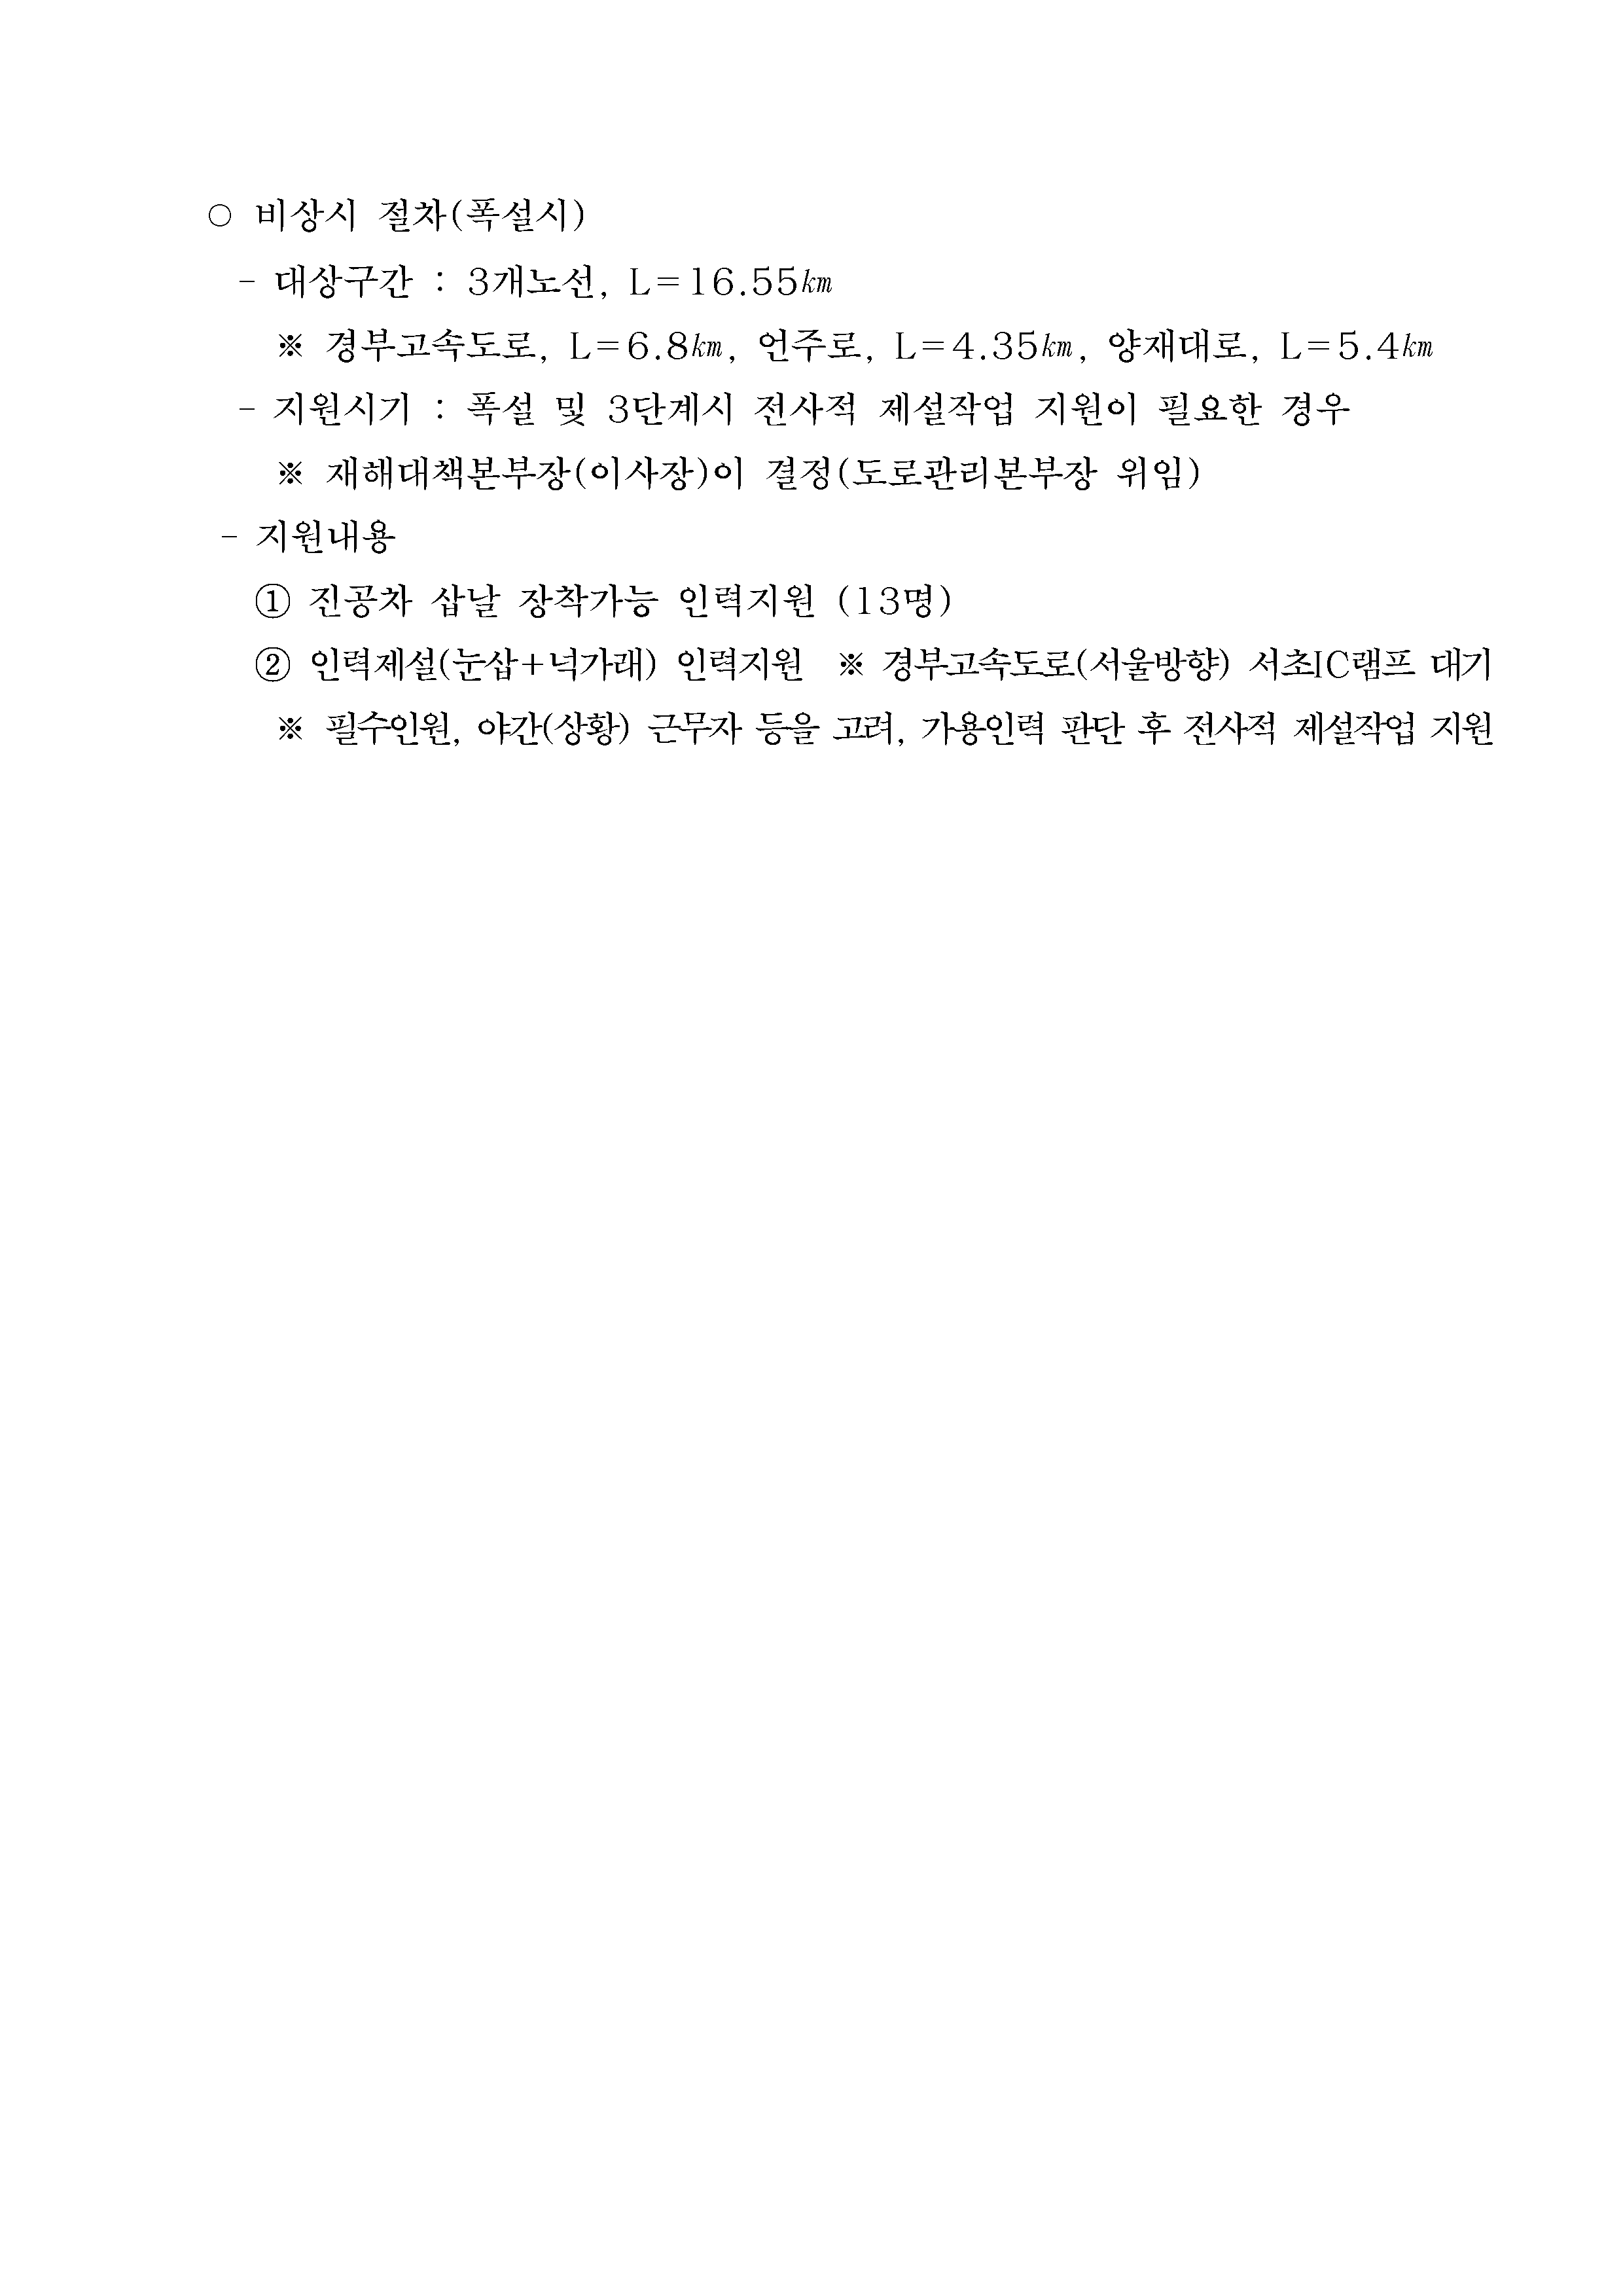 ○ 비상시 절차(폭설시)
- 대상구간 : 3개노선, L=16.55㎞
※ 경부고속도로, L=6.8㎞, 언주로, L=4.35㎞, 양재대로, L=5.4㎞
- 지원시기 : 폭설 및 3단계시 전사적 제설작업 지원이 필요한 경우
※ 재해대책본부장(이사장)이 결정(도로관리본부장 위임)
- 지원내용
① 진공차 삽날 장착가능 인력지원 (13명)
② 인력제설(눈삽+넉가래) 인력지원 ※ 경부고속도로(서울방향) 서초IC램프 대기
※ 필수인원, 야간(상황) 근무자 등을 고려, 가용인력 판단 후 전사적 제설작업 지원